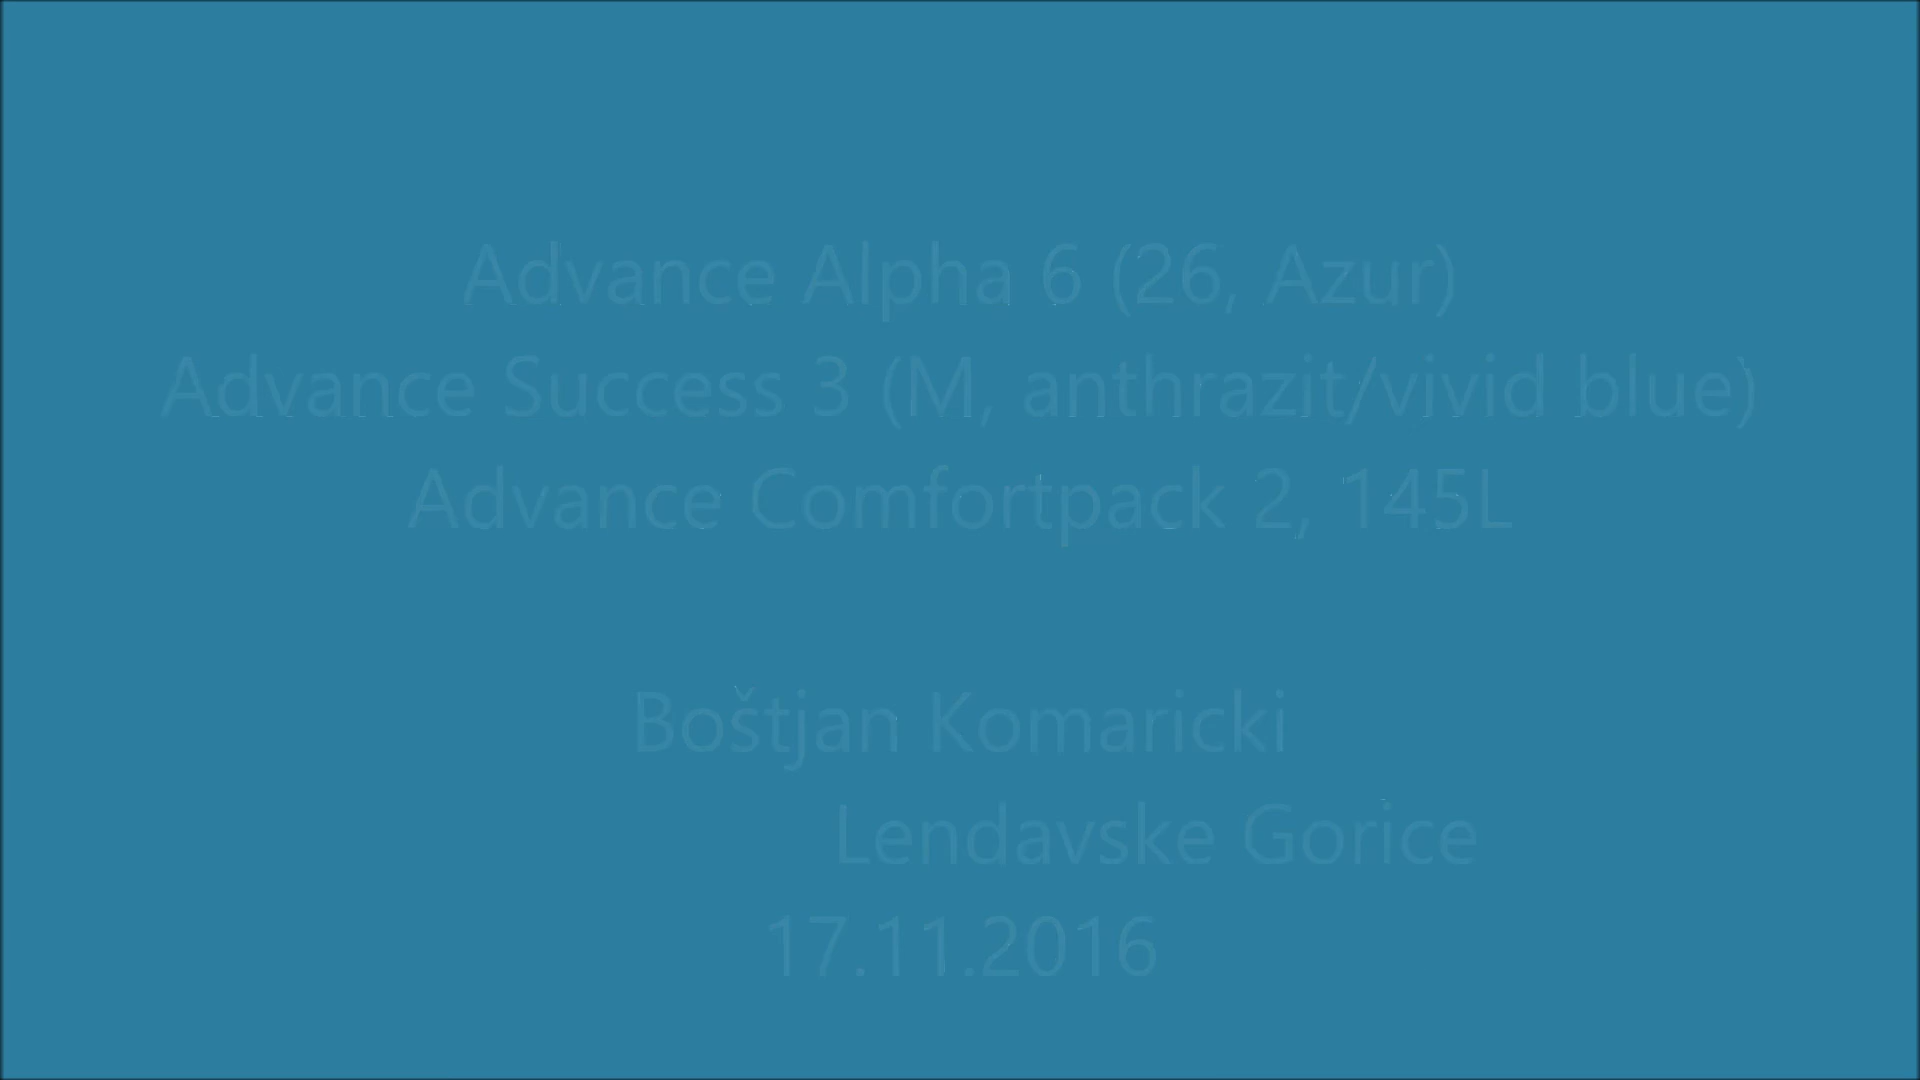 Advance Alpha 6 (26, Azur)
Advance Success 3 (M, anthrazit/vivid blue)
Advance Comfortpack 2, 145L
Boštjan Komaricki
Lendavske Gorice
17.11.2016